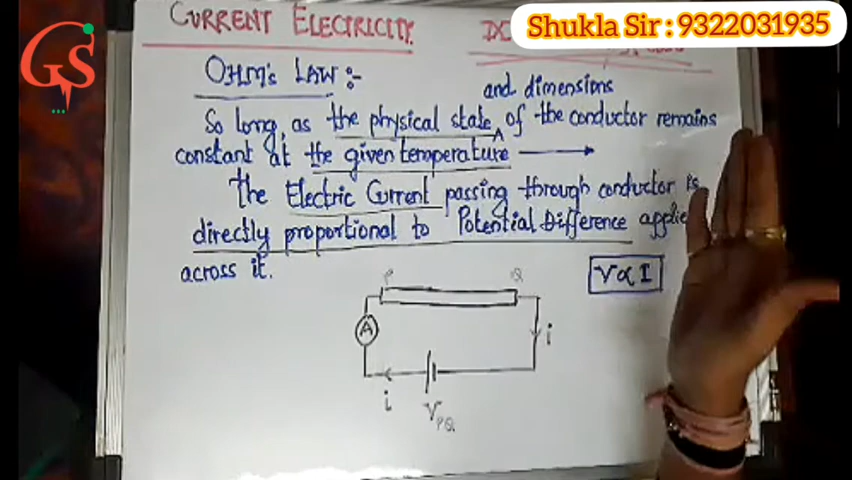 CURRENT ELECTRICITY
Shukla Sir : 9322031935
GS
OHM's LAW :-
and dimensions
So long, as the physical state of the conductor remains
constant at the given temperature
the Electric Current passing through conductor is
directly proportional to Potential Difference
across it.
V∝I
P
Q
A
i
i
V PQ